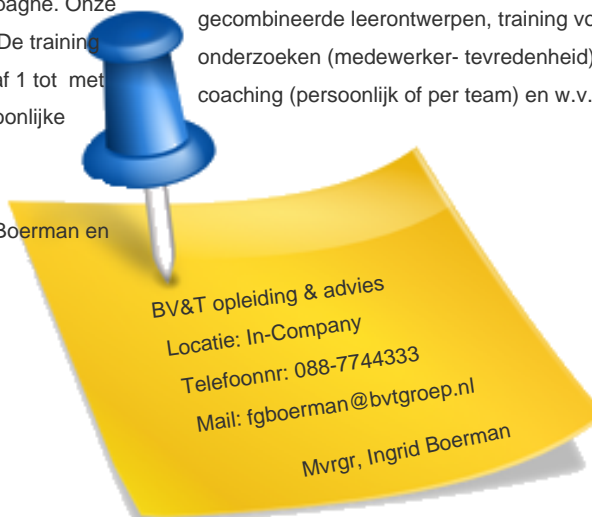 pagne. Onze
De training
af 1 tot met
oonlijke
Boerman en
gecombineerde leerontwerpen, training vo
onderzoeken (medewerker- tevredenheid)
coaching (persoonlijk of per team) en w.v.
BV&T opleiding & advies
Locatie: In-Company
Telefoonnr: 088-7744333
Mail: fgboerman@bvtgroep.nl
Mvrgr, Ingrid Boerman